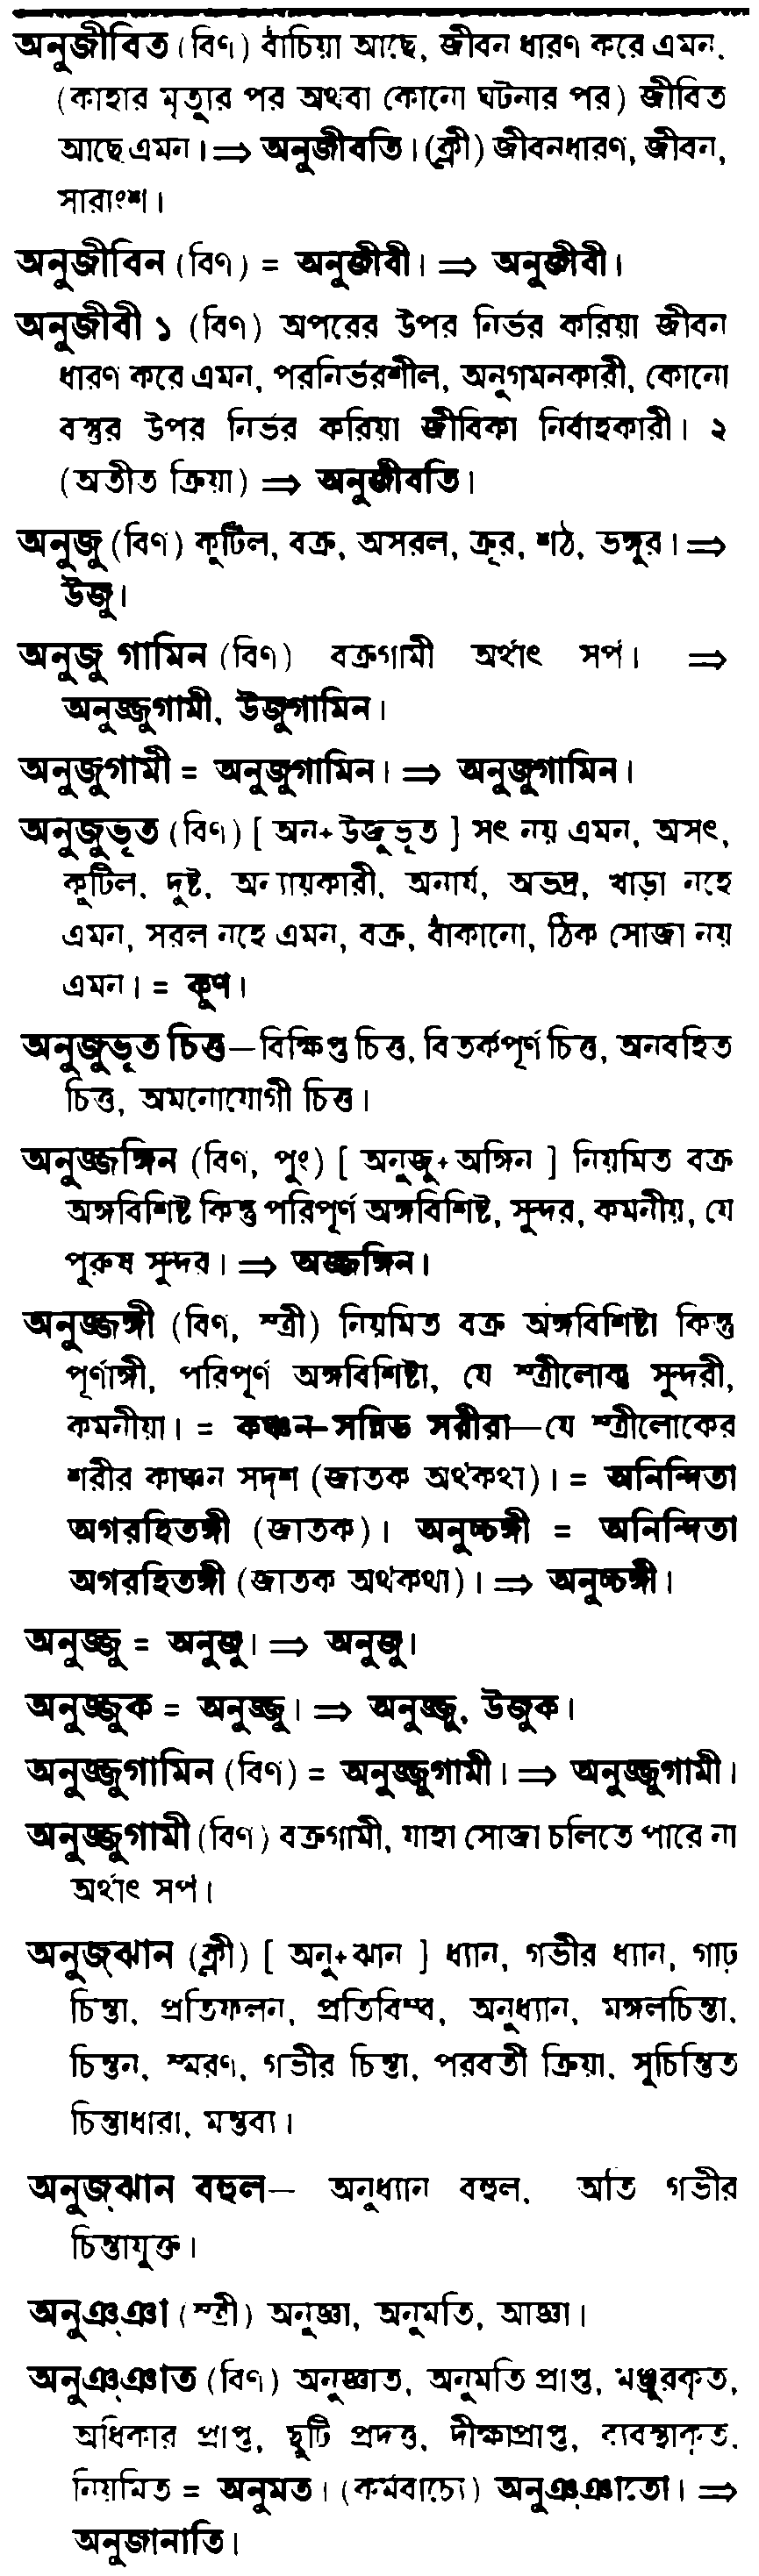 অনুজীবিত (বিণ) বাঁচিয়া আছে, জীবন ধারণ করে এমন,
(কাহার মৃত্যুর পর অথবা কোনো ঘটনার পর) জীবিত
আছে এমন। ⇒ অনুজীবতি। (ক্লী) জীবনধারণ, জীবন,
সারাংশ।
অনুজীবিন (বিণ) = অনুজীবী। ⇒ অনুজীবী।
অনুজীবী ১ (বিণ) অপরের উপর নির্ভর করিয়া জীবন
ধারণ করে এমন, পরনির্ভরশীল, অনুগমনকারী, কোনো
বস্তুর উপর নির্ভর করিয়া জীবিকা নির্বাহকারী। ২
(অতীত ক্রিয়া) ⇒ অনুজীবতি।
অনুজু (বিণ) কুটিল, বক্র, অসরল, ক্রূর, শঠ, ভঙ্গুর। ⇒
উজু।
অনুজু গামিন (বিণ) বক্রগামী অর্থাৎ সর্প। ⇒
অনুজ্জুগামী, উজুগামিন।
অনুজুগামী = অনুজুগামিন। ⇒ অনুজুগামিন।
অনুজুভূত (বিণ) [ অন+উজুভূত ] সৎ নয় এমন, অসৎ,
কুটিল, দুষ্ট, অন্যায়কারী, অনার্য, অভদ্র, খাড়া নহে
এমন, সরল নহে এমন, বক্র, বাঁকানো, ঠিক সোজা নয়
এমন। = কূণ।
অনুজুভূত চিত্ত—বিক্ষিপ্ত চিত্ত, বিতর্কপূর্ণ চিত্ত, অনবহিত
চিত্ত, অমনোযোগী চিত্ত।
অনুজ্জঙ্গিন (বিণ, পুং) [ অনুজু+অঙ্গিন ] নিয়মিত বক্র
অঙ্গবিশিষ্ট কিন্তু পরিপূর্ণ অঙ্গবিশিষ্ট, সুন্দর, কমনীয়, যে
পুরুষ সুন্দর। ⇒ অজ্জঙ্গিন।
অনুজ্জঙ্গী (বিণ, স্ত্রী) নিয়মিত বক্র অঙ্গবিশিষ্টা কিন্তু
পূর্ণাঙ্গী, পরিপূর্ণ অঙ্গবিশিষ্টা, যে স্ত্রীলোক সুন্দরী,
কমনীয়া। = কঞ্চন-সন্নিভ সরীরা—যে স্ত্রীলোকের
শরীর কাঞ্চন সদৃশ (জাতক অর্থকথা)। = অনিন্দিতা
অগরহিতঙ্গী (জাতক)। অনুচ্চঙ্গী = অনিন্দিতা
অগরহিতঙ্গী (জাতক অর্থকথা)। ⇒ অনুচ্চঙ্গী।
অনুজ্জু = অনুজু। ⇒ অনুজু।
অনুজ্জুক = অনুজ্জু। ⇒ অনুজ্জু, উজুক।
অনুজ্জুগামিন (বিণ) = অনুজ্জুগামী। ⇒ অনুজ্জুগামী।
অনুজ্জুগামী (বিণ) বক্রগামী, যাহা সোজা চলিতে পারে না
অর্থাৎ সর্প।
অনুজ্ঝান (ক্লী) [ অনু+ঝান ] ধ্যান, গভীর ধ্যান, গাঢ়
চিন্তা, প্রতিফলন, প্রতিবিম্ব, অনুধ্যান, মঙ্গলচিন্তা,
চিন্তন, স্মরণ, গভীর চিন্তা, পরবর্তী ক্রিয়া, সুচিন্তিত
চিন্তাধারা, মন্তব্য।
অনুজ্ঝান বহুল— অনুধ্যান বহুল, অতি গভীর
চিন্তাযুক্ত।
অনুঞ্ঞা (স্ত্রী) অনুজ্ঞা, অনুমতি, আজ্ঞা।
অনুঞ্ঞাত (বিণ) অনুজ্ঞাত, অনুমতি প্রাপ্ত, মঞ্জুরকৃত,
অধিকার প্রাপ্ত, ছুটি প্রদত্ত, দীক্ষাপ্রাপ্ত, ব্যবস্থাকৃত,
নিয়মিত = অনুমত। (কর্মবাচ্যে) অনুঞ্ঞাতো। ⇒
অনুজানাতি।